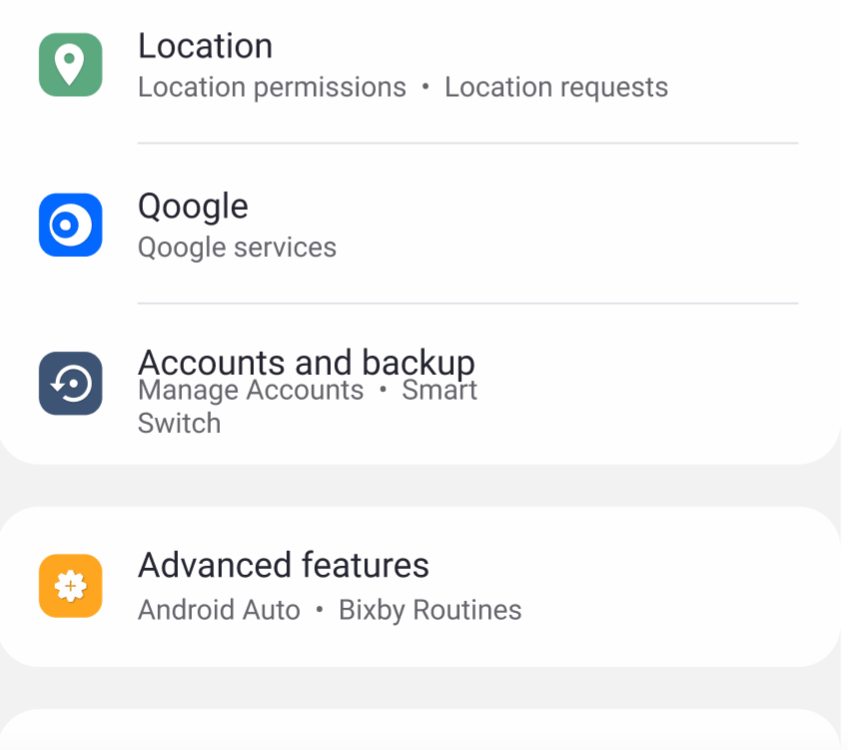 Location
Location permissions • Location requests
Qoogle
Qoogle services
Accounts and backup
Manage Accounts • Smart
Switch
Advanced features
Android Auto • Bixby Routines